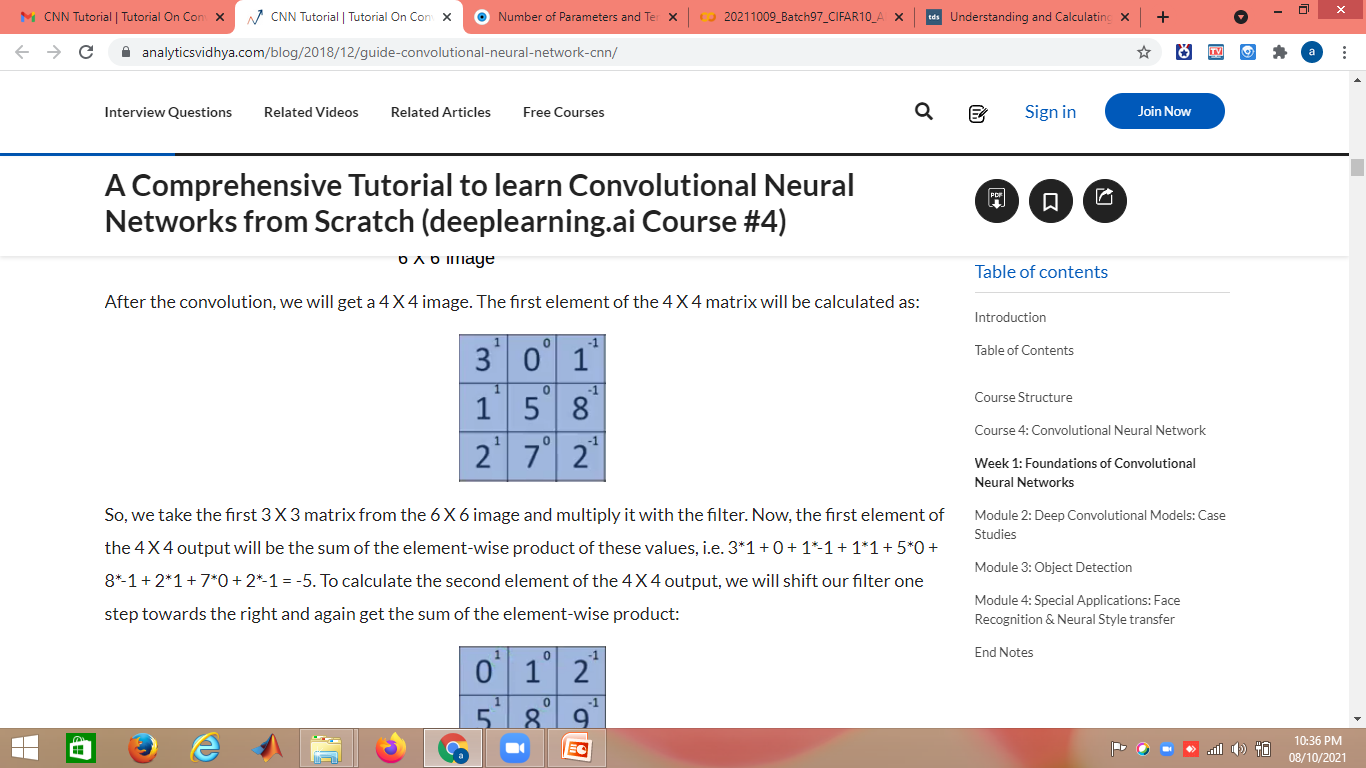 CNN Tutorial | Tutorial On Con
CNN Tutorial | Tutorial On Con
Number of Parameters and Te
20211009_Batch97_CIFAR10_A
Understanding and Calculating
analyticsvidhya.com/blog/2018/12/guide-convolutional-neural-network-cnn/
Interview Questions Related Videos Related Articles Free Courses Sign in Join Now
A Comprehensive Tutorial to learn Convolutional Neural
Networks from Scratch (deeplearning.ai Course #4)
PDF
6 X 6 image
After the convolution, we will get a 4 X 4 image. The first element of the 4 X 4 matrix will be calculated as:
3 1 0 0 1 -1
1 1 5 0 8 -1
2 1 7 0 2 -1
So, we take the first 3 X 3 matrix from the 6 X 6 image and multiply it with the filter. Now, the first element of
the 4 X 4 output will be the sum of the element-wise product of these values, i.e. 3*1 + 0 + 1*-1 + 1*1 + 5*0 +
8*-1 + 2*1 + 7*0 + 2*-1 = -5. To calculate the second element of the 4 X 4 output, we will shift our filter one
step towards the right and again get the sum of the element-wise product:
0 1 1 0 2 -1
5 1 8 0 9 -1
Table of contents
Introduction
Table of Contents
Course Structure
Course 4: Convolutional Neural Network
Week 1: Foundations of Convolutional
Neural Networks
Module 2: Deep Convolutional Models: Case
Studies
Module 3: Object Detection
Module 4: Special Applications: Face
Recognition & Neural Style transfer
End Notes
10:36 PM
08/10/2021